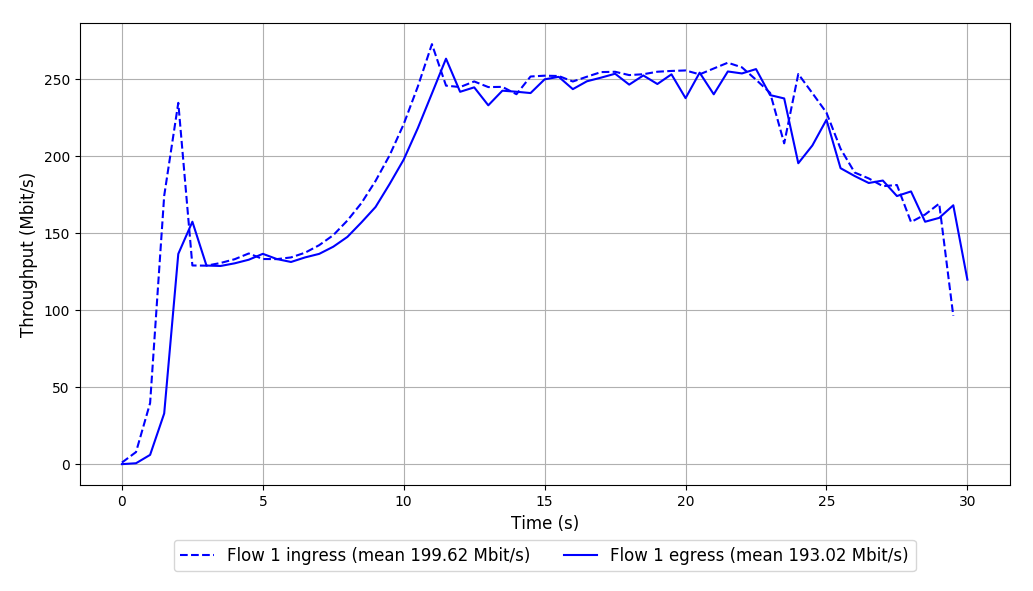 Throughput (Mbit/s)
250
200
150
100
50
0
0 5 10 15 20 25 30
Time (s)
Flow 1 ingress (mean 199.62 Mbit/s) Flow 1 egress (mean 193.02 Mbit/s)